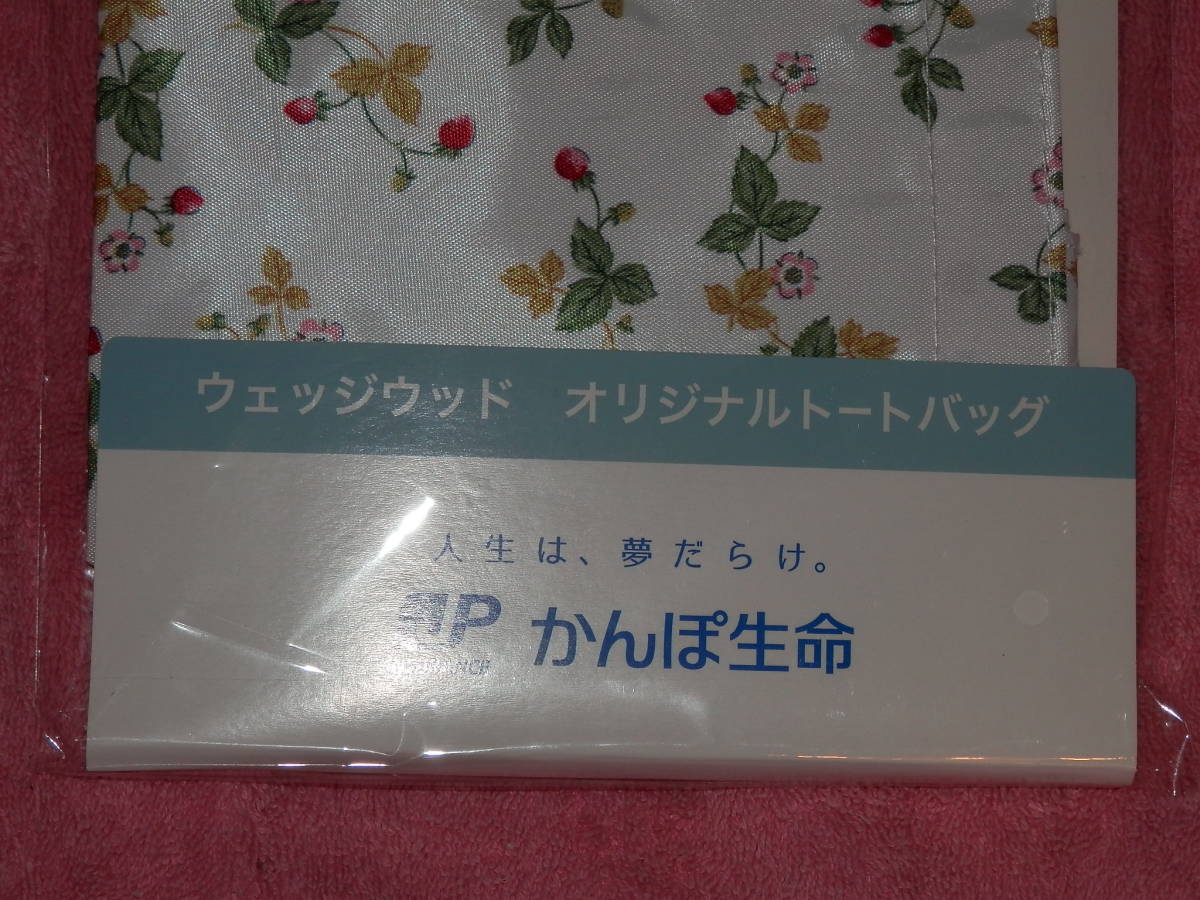 ウェッジウッド　オリジナルトートバッグ
人生は、夢だらけ。
JP かんぽ生命